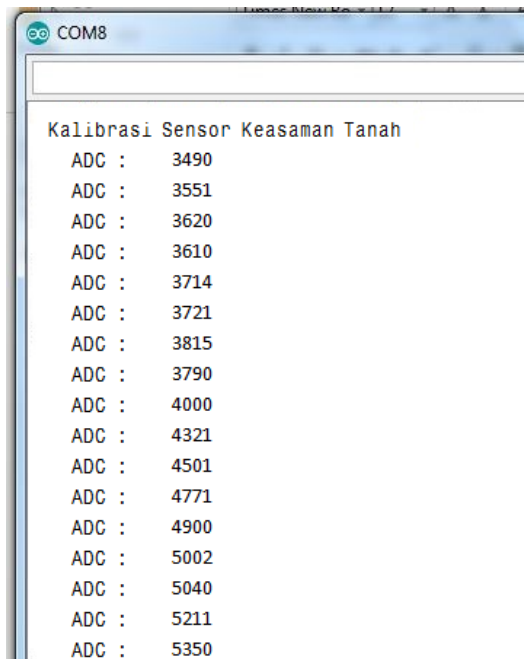 COM8
Kalibrasi Sensor Keasaman Tanah
ADC : 3490
ADC : 3551
ADC : 3620
ADC : 3610
ADC : 3714
ADC : 3721
ADC : 3815
ADC : 3790
ADC : 4000
ADC : 4321
ADC : 4501
ADC : 4771
ADC : 4900
ADC : 5002
ADC : 5040
ADC : 5211
ADC : 5350